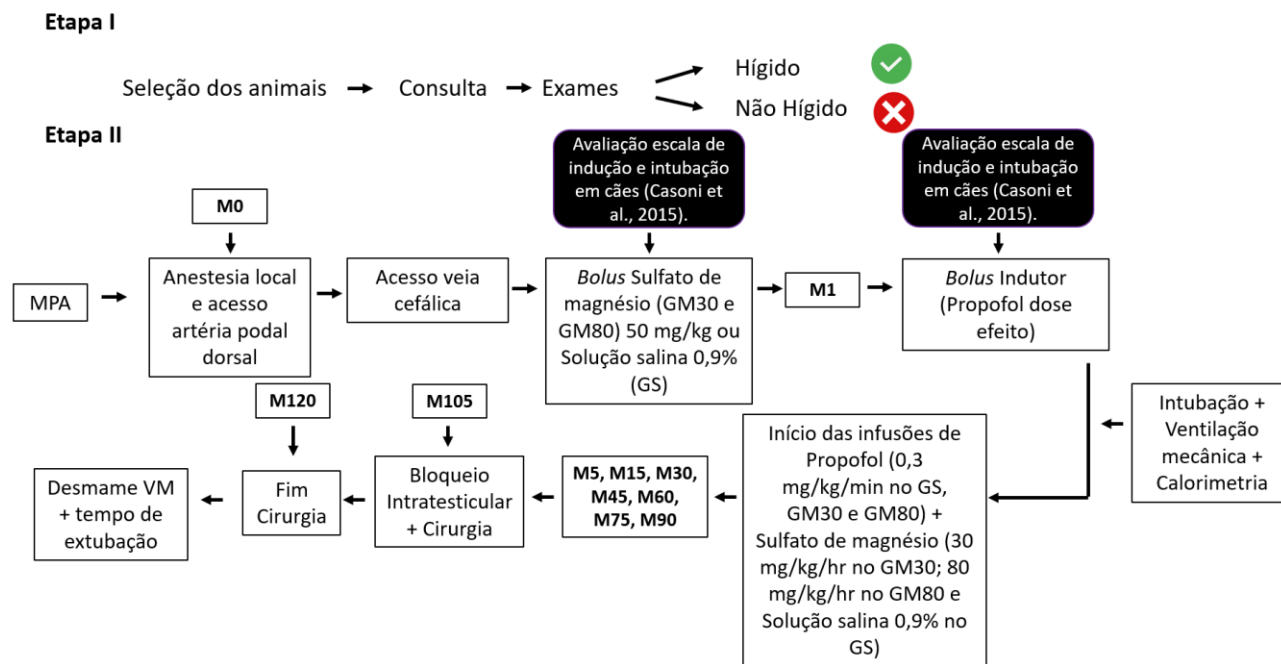 Etapa I
Seleção dos animais
Consulta
Exames
Hígido
Não Hígido
Etapa II
M0
Avaliação escala de
indução e intubação
em cães (Casoni et
al., 2015).
Avaliação escala de
indução e intubação
em cães (Casoni et
al., 2015).
MPA
Anestesia local
e acesso
artéria podal
dorsal
Acesso veia
cefálica
Bolus Sulfato de
magnésio (GM30 e
GM80) 50 mg/kg ou
Solução salina 0,9%
(GS)
M1
Bolus Indutor
(Propofol dose
efeito)
Intubação +
Ventilação
mecânica +
Calorimetria
Início das infusões de
Propofol (0,3
mg/kg/min no GS,
GM30 e GM80) +
Sulfato de magnésio (30
mg/kg/hr no GM30; 80
mg/kg/hr no GM80 e
Solução salina 0,9% no
GS)
M5, M15, M30,
M45, M60,
M75, M90
M105
Bloqueio
Intratesticular
+ Cirurgia
M120
Fim
Cirurgia
Desmame VM
+ tempo de
extubação